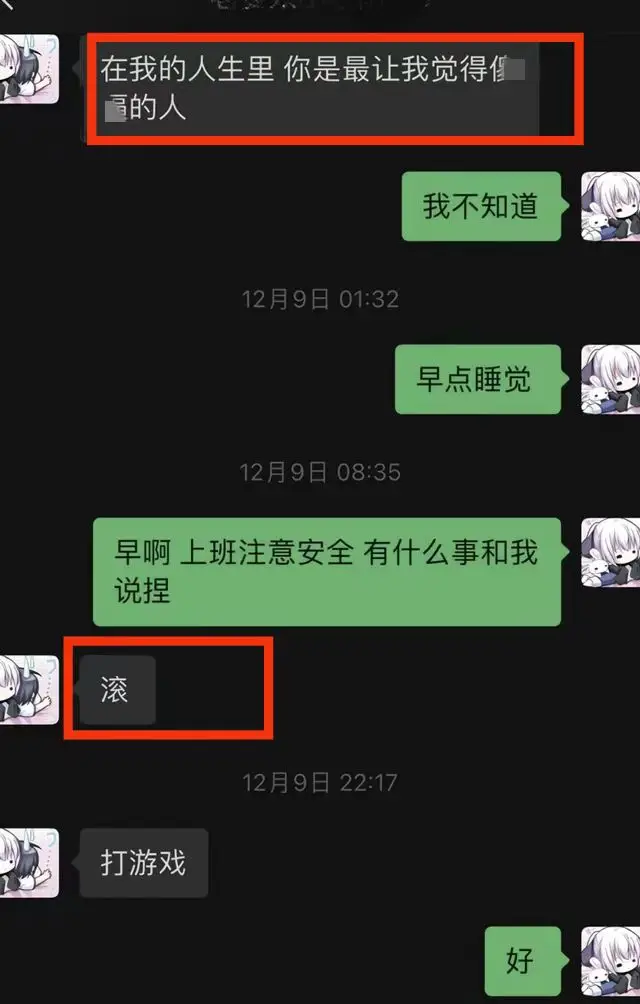 在我的人生里 你是最让我觉得
的人
我不知道
12月9日 01:32
早点睡觉
12月9日 08:35
早啊 上班注意安全 有什么事和我
说捏
滚
12月9日 22:17
打游戏
好